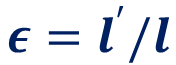 ϵ = l′/l